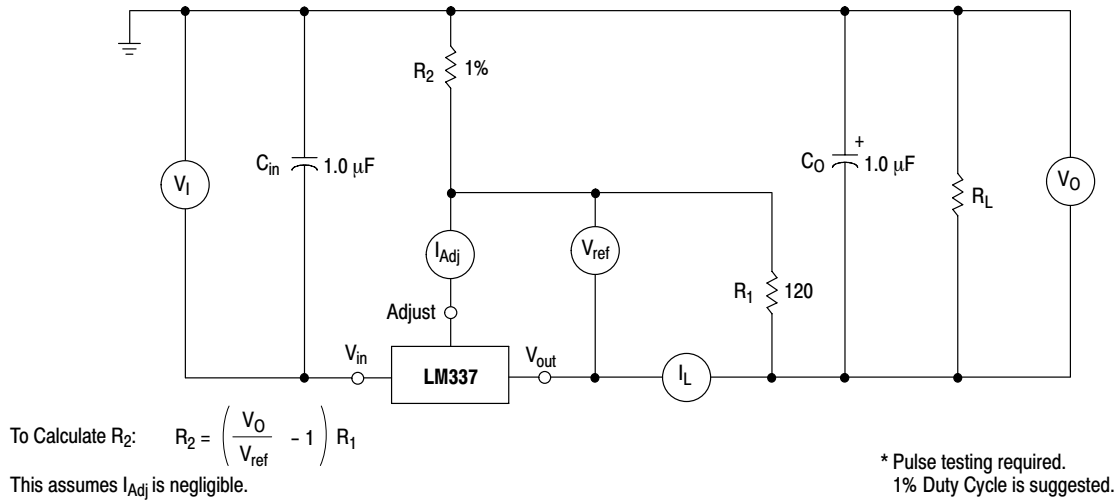 R2 1%
Cin 1.0 µF
CO + 1.0 µF
VI
VO
RL
IAdj
Vref
R1 120
Adjust
Vin
LM337
Vout
IL
To Calculate R2: R2 = ( VO / Vref - 1 ) R1
This assumes IAdj is negligible.
* Pulse testing required.
1% Duty Cycle is suggested.